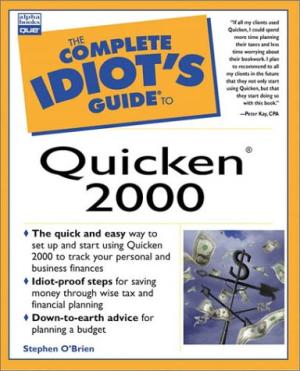 alpha
books
que®
THE
COMPLETE
IDIOT'S
GUIDE® TO
"If all my clients used
Quicken, I could spend
more time planning
their taxes and less
time worrying about
their bookwork. I plan
to recommend to all
my clients in the future
that they not only start
using Quicken, but that
they start doing so
with this book."
—Peter Kay, CPA
Quicken®
2000
The quick and easy way to
set up and start using Quicken
2000 to track your personal and
business finances
Idiot-proof steps for saving
money through wise tax and
financial planning
Down-to-earth advice for
planning a budget
Stephen O'Brien
$